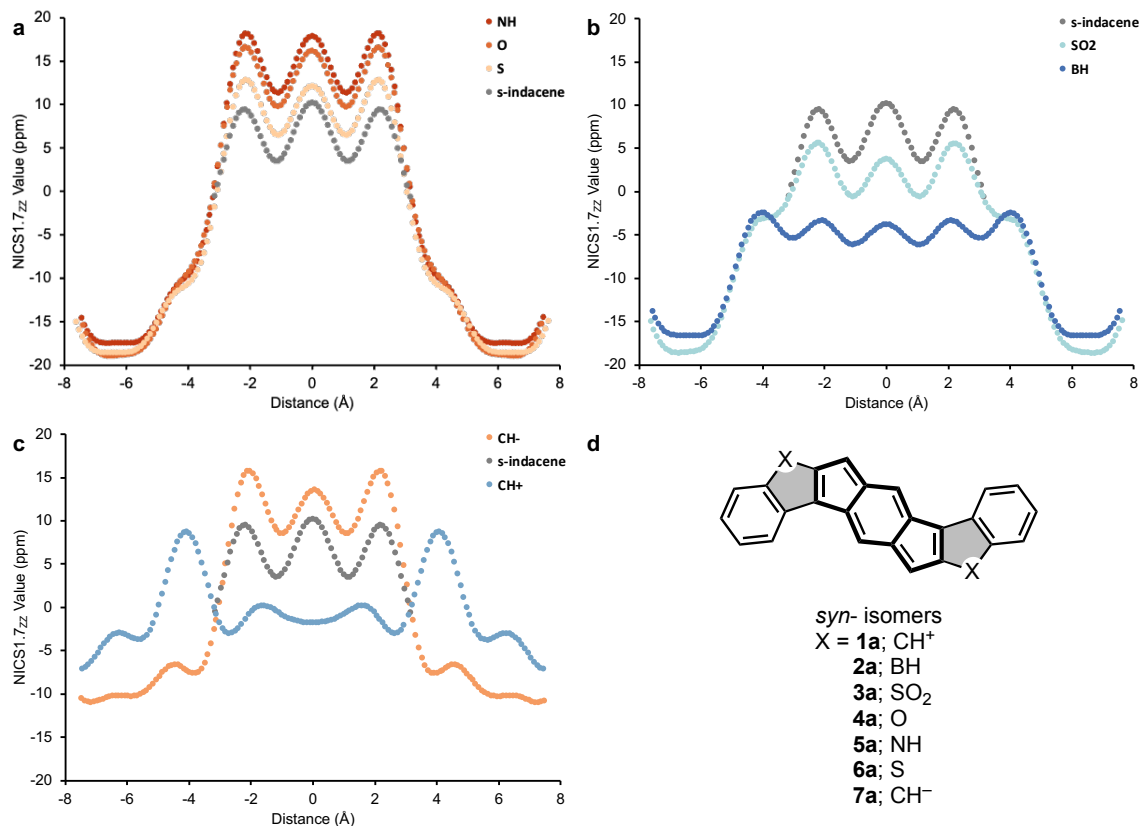 a
NH
O
S
s-indacene
NICS1.7ZZ Value (ppm)
20
15
10
5
0
-5
-10
-15
-20
-8 -6 -4 -2 0 2 4 6 8
Distance (Å)
b
s-indacene
SO2
BH
NICS1.7ZZ Value (ppm)
20
15
10
5
0
-5
-10
-15
-20
-8 -6 -4 -2 0 2 4 6 8
Distance (Å)
c
CH-
s-indacene
CH+
NICS1.7ZZ Value (ppm)
20
15
10
5
0
-5
-10
-15
-20
-8 -6 -4 -2 0 2 4 6 8
Distance (Å)
d
X
X
syn- isomers
X = 1a; CH⁺
2a; BH
3a; SO₂
4a; O
5a; NH
6a; S
7a; CH⁻